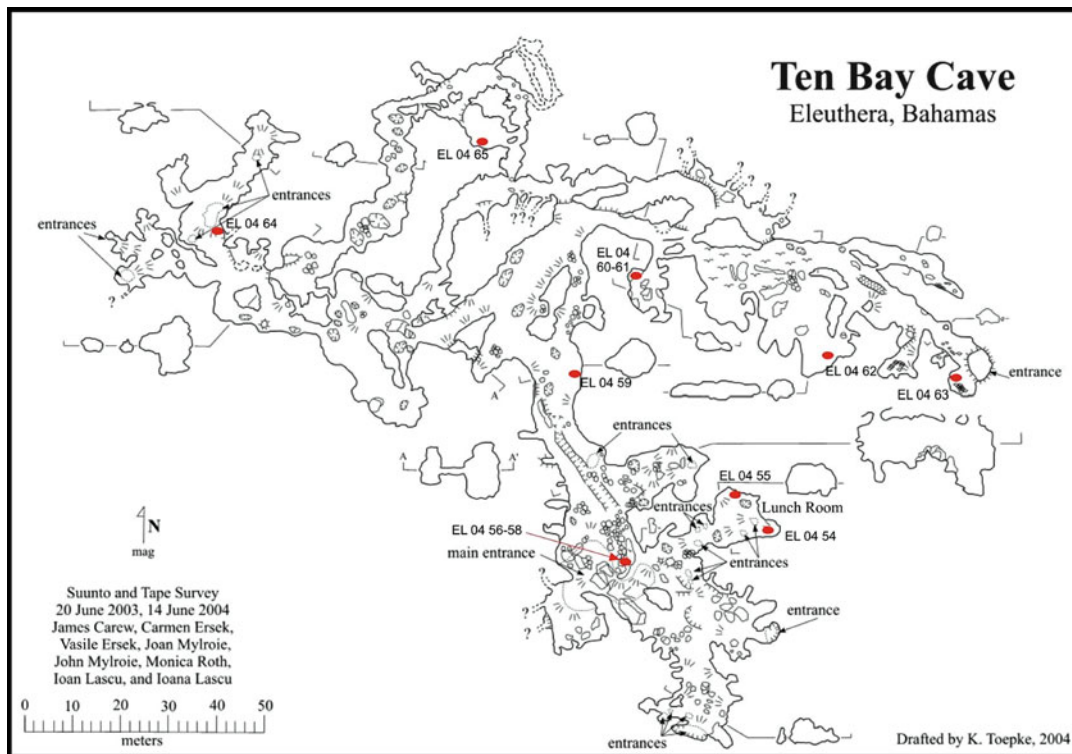 Ten Bay Cave
Eleuthera, Bahamas
EL 04 65
entrances
entrances
entrances
EL 04 64
?
? ? ? ?
? ? ?
? ? ? ?
EL 04
60-61
EL 04 62
EL 04 63
entrance
EL 04 59
A
A'
entrances
A
A'
EL 04 55
Lunch Room
entrances
EL 04 54
EL 04 56-58
main entrance
entrances
N
mag
entrance
? ? ?
?
?
Suunto and Tape Survey
20 June 2003, 14 June 2004
James Carew, Carmen Ersek,
Vasile Ersek, Joan Mylroie,
John Mylroie, Monica Roth,
Ioan Lascu, and Ioana Lascu
0 10 20 30 40 50
meters
entrances
Drafted by K. Toepke, 2004